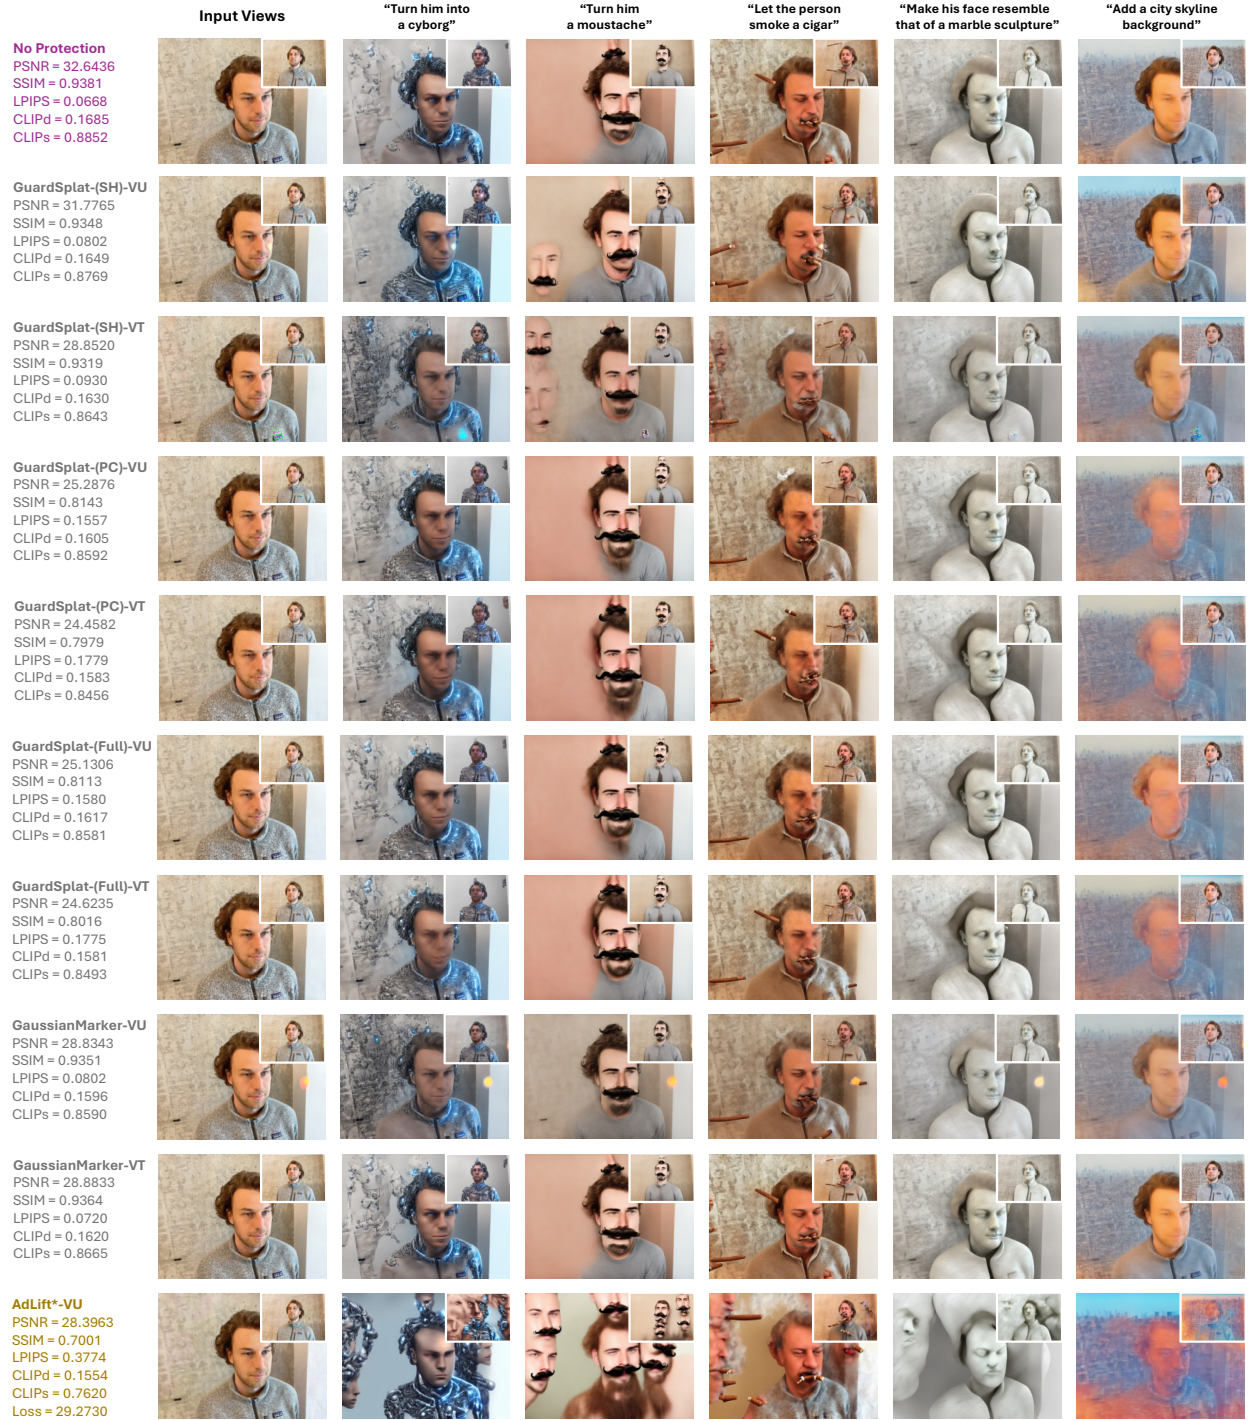 Input Views
“Turn him into
a cyborg”
“Turn him
a moustache”
“Let the person
smoke a cigar”
“Make his face resemble
that of a marble sculpture”
“Add a city skyline
background”
No Protection
PSNR = 32.6436
SSIM = 0.9381
LPIPS = 0.0668
CLIPd = 0.1685
CLIPs = 0.8852
GuardSplat-(SH)-VU
PSNR = 31.7765
SSIM = 0.9348
LPIPS = 0.0802
CLIPd = 0.1649
CLIPs = 0.8769
GuardSplat-(SH)-VT
PSNR = 28.8520
SSIM = 0.9319
LPIPS = 0.0930
CLIPd = 0.1630
CLIPs = 0.8643
GuardSplat-(PC)-VU
PSNR = 25.2876
SSIM = 0.8143
LPIPS = 0.1557
CLIPd = 0.1605
CLIPs = 0.8592
GuardSplat-(PC)-VT
PSNR = 24.4582
SSIM = 0.7979
LPIPS = 0.1779
CLIPd = 0.1583
CLIPs = 0.8456
GuardSplat-(Full)-VU
PSNR = 25.1306
SSIM = 0.8113
LPIPS = 0.1580
CLIPd = 0.1617
CLIPs = 0.8581
GuardSplat-(Full)-VT
PSNR = 24.6235
SSIM = 0.8016
LPIPS = 0.1775
CLIPd = 0.1581
CLIPs = 0.8493
GaussianMarker-VU
PSNR = 28.8343
SSIM = 0.9351
LPIPS = 0.0802
CLIPd = 0.1596
CLIPs = 0.8590
GaussianMarker-VT
PSNR = 28.8833
SSIM = 0.9364
LPIPS = 0.0720
CLIPd = 0.1620
CLIPs = 0.8665
AdLift*-VU
PSNR = 28.3963
SSIM = 0.7001
LPIPS = 0.3774
CLIPd = 0.1554
CLIPs = 0.7620
Loss = 29.2730